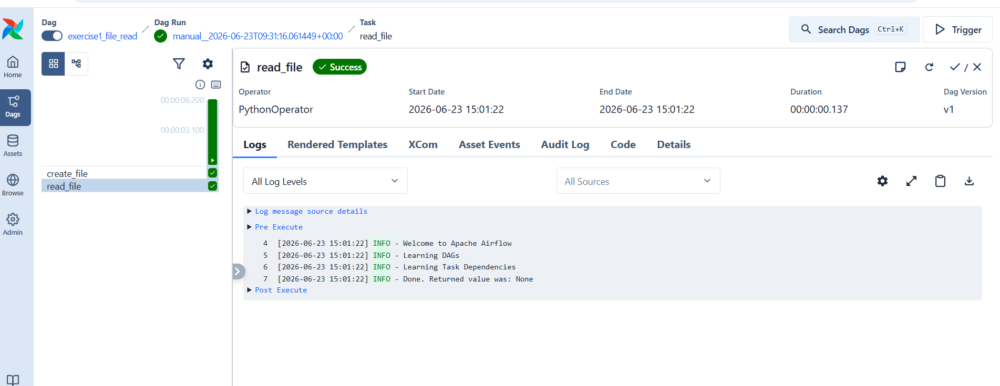 Dag
exercise1_file_read
Dag Run
manual__2026-06-23T09:31:16.061449+00:00
Task
read_file
Search Dags Ctrl+K
Trigger
Home
Dags
Assets
Browse
Admin
00:00:06.200
00:00:03.100
create_file
read_file
read_file Success
Operator Start Date End Date Duration Dag Version
PythonOperator 2026-06-23 15:01:22 2026-06-23 15:01:22 00:00:00.137 v1
Logs Rendered Templates XCom Asset Events Audit Log Code Details
All Log Levels All Sources
Log message source details
Pre Execute
4 [2026-06-23 15:01:22] INFO - Welcome to Apache Airflow
5 [2026-06-23 15:01:22] INFO - Learning DAGs
6 [2026-06-23 15:01:22] INFO - Learning Task Dependencies
7 [2026-06-23 15:01:22] INFO - Done. Returned value was: None
Post Execute